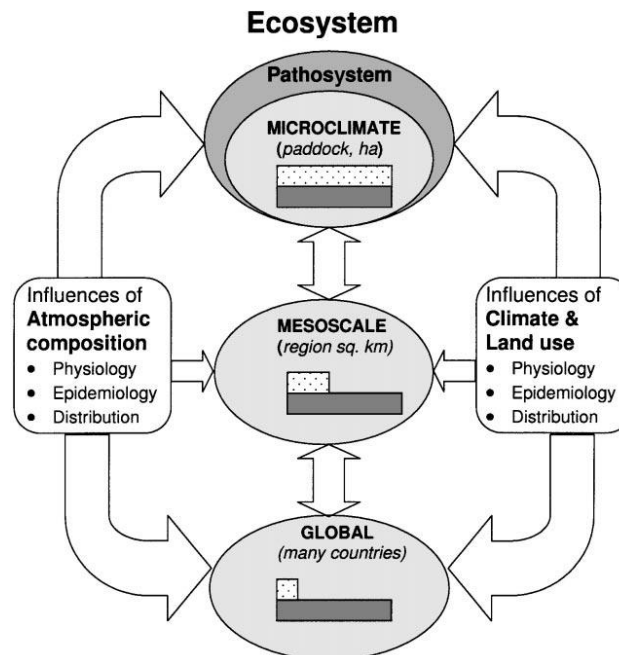 Ecosystem
Pathosystem
MICROCLIMATE
(paddock, ha)
Influences of
Atmospheric
composition
• Physiology
• Epidemiology
• Distribution
MESOSCALE
(region sq. km)
Influences of
Climate &
Land use
• Physiology
• Epidemiology
• Distribution
GLOBAL
(many countries)